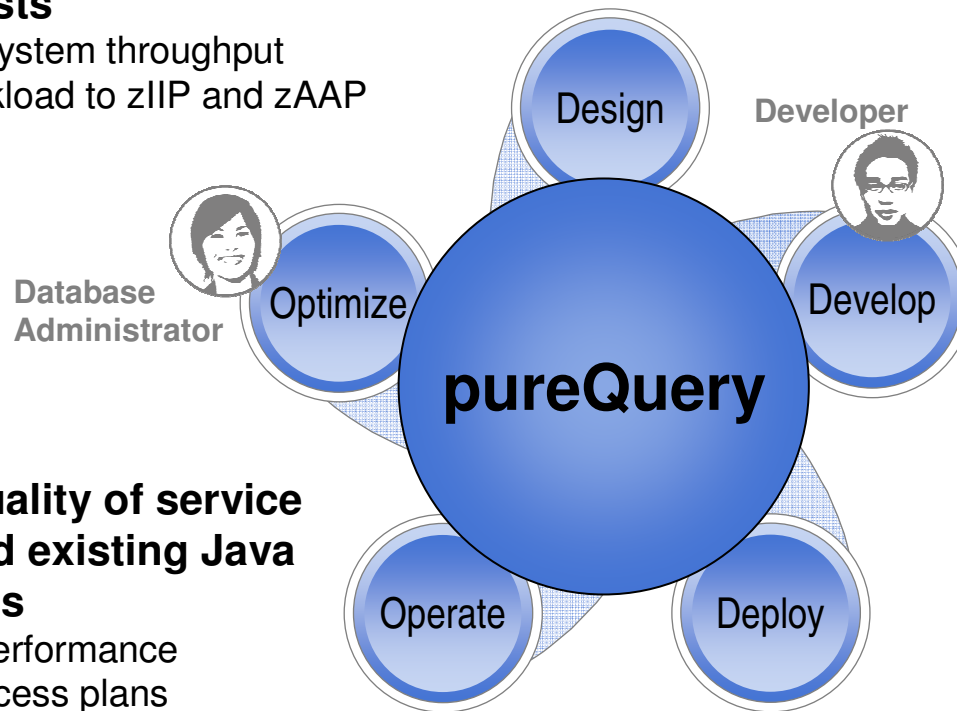 sts
ystem throughput
kload to zIIP and zAAP
Design
Developer
Database
Administrator
Optimize
Develop
pureQuery
uality of service
d existing Java
s
erformance
cess plans
Operate
Deploy